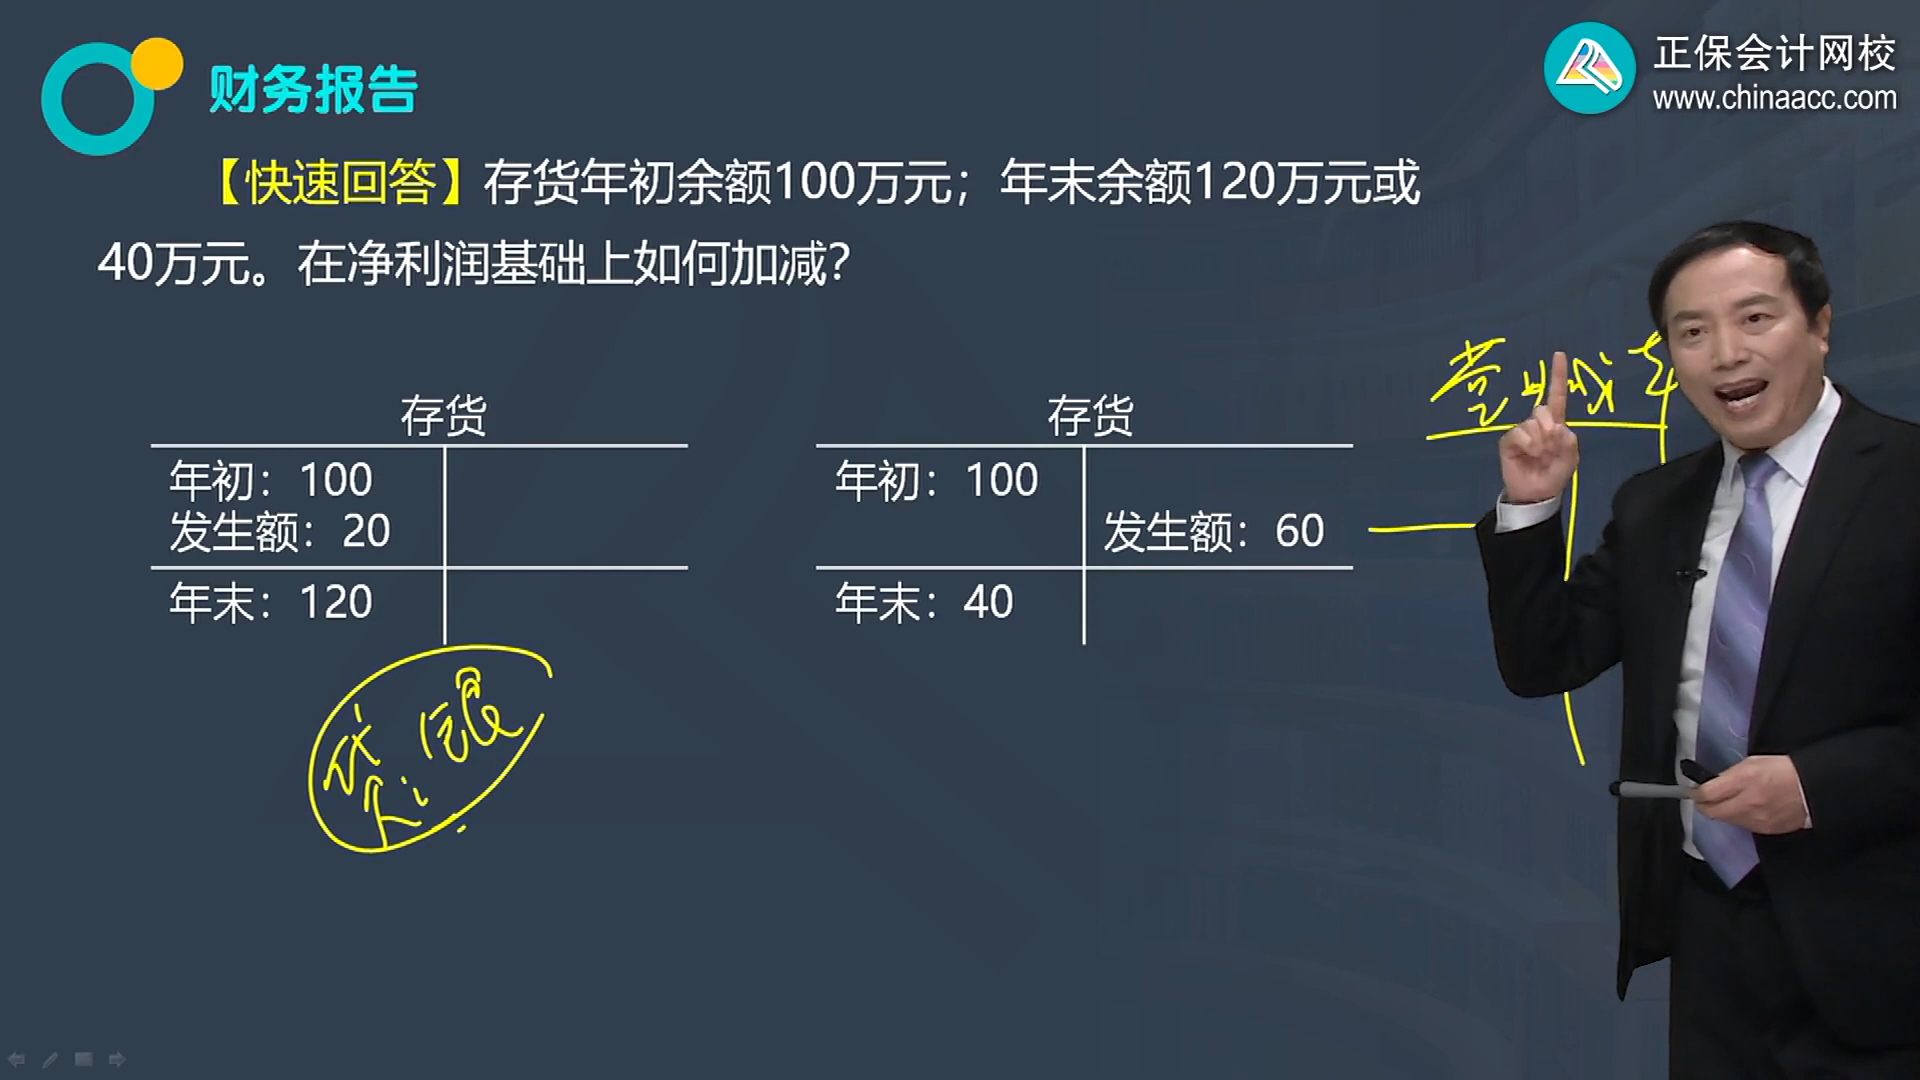 财务报告
正保会计网校
www.chinaacc.com
【快速回答】存货年初余额100万元；年末余额120万元或
40万元。在净利润基础上如何加减？
存货
年初：100
发生额：20
年末：120
存货
年初：100
发生额：60
年末：40